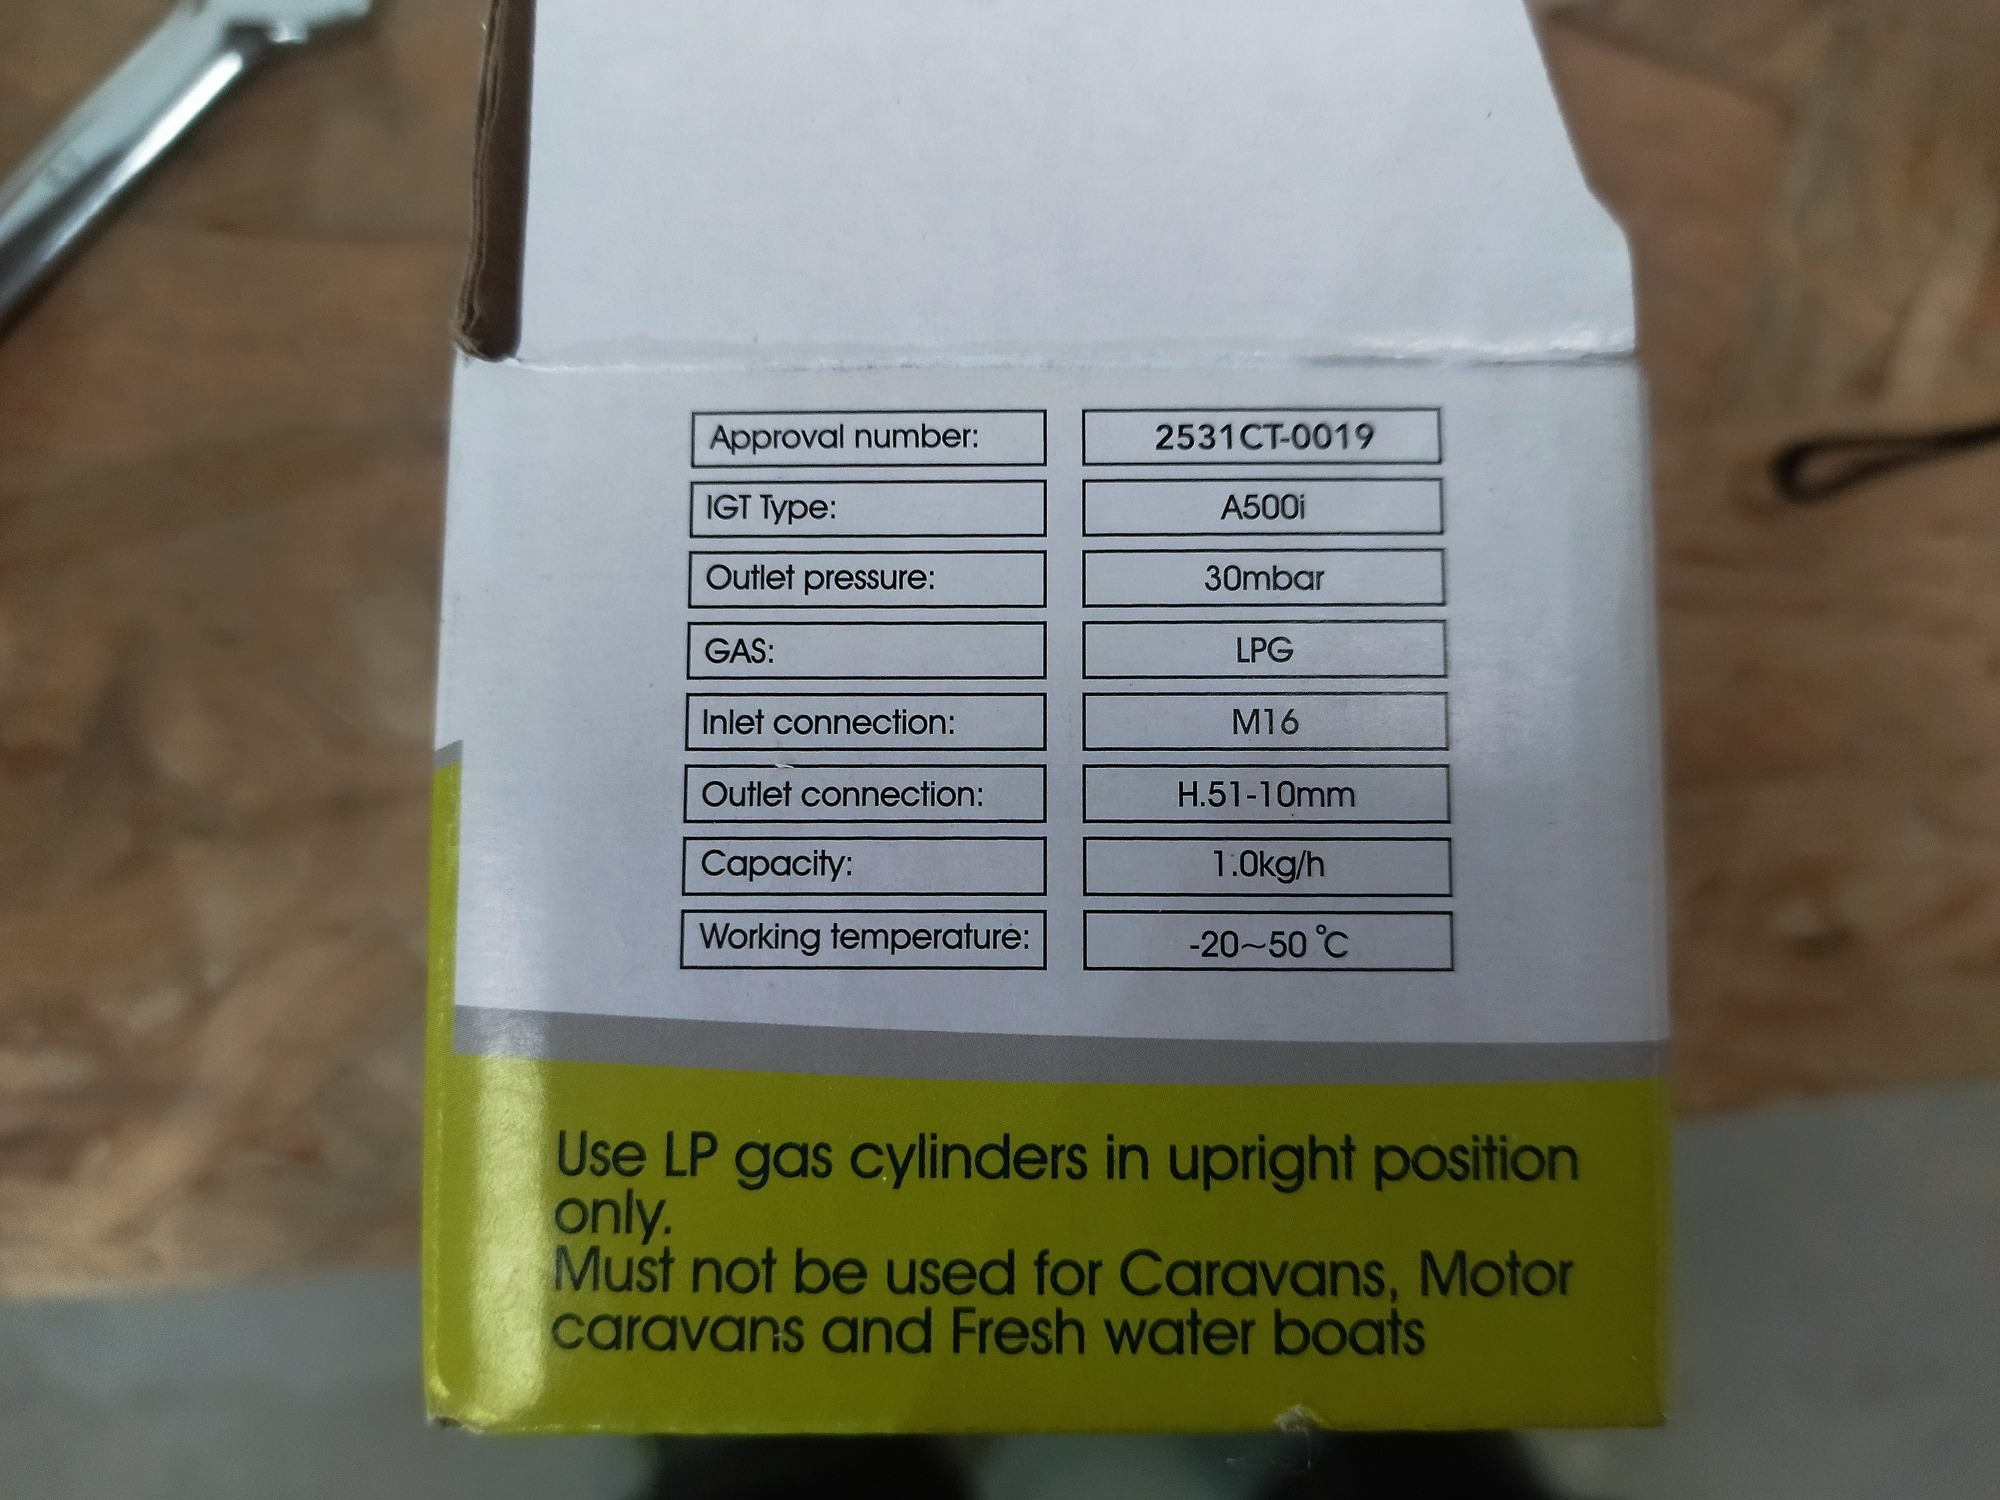 Approval number: 2531CT-0019
IGT Type: A500i
Outlet pressure: 30mbar
GAS: LPG
Inlet connection: M16
Outlet connection: H.51-10mm
Capacity: 1.0kg/h
Working temperature: -20~50 °C
Use LP gas cylinders in upright position
only.
Must not be used for Caravans, Motor
caravans and Fresh water boats